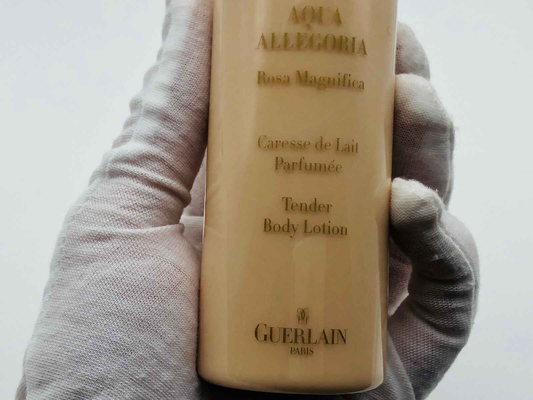 AQUA
ALLEGORIA
Rosa Magnifica
Caresse de Lait
Parfumée
Tender
Body Lotion
GUERLAIN
PARIS